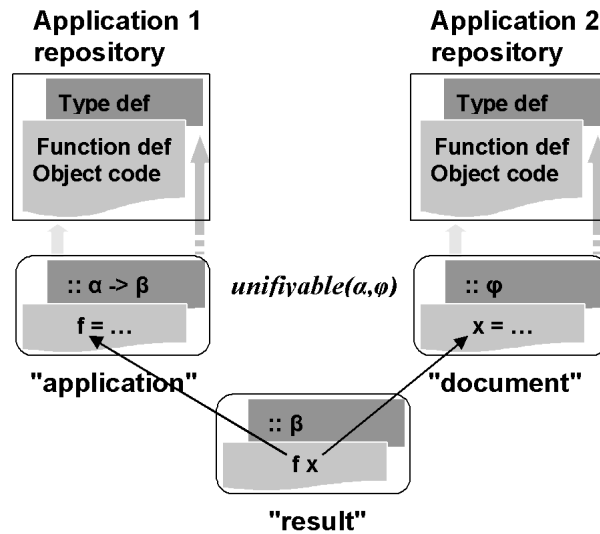 Application 1
repository
Application 2
repository
Type def
Function def
Object code
Type def
Function def
Object code
:: α -> β
f = ...
unifiyable(α,φ)
:: φ
x = ...
"application"
"document"
:: β
f x
"result"